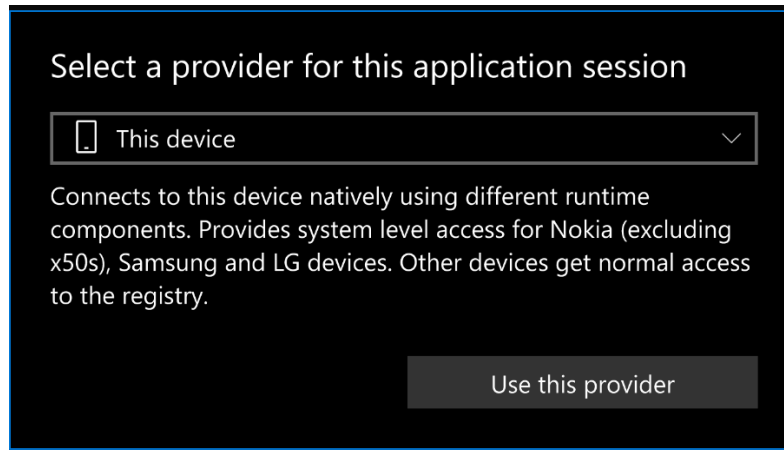 Select a provider for this application session
This device
Connects to this device natively using different runtime
components. Provides system level access for Nokia (excluding
x50s), Samsung and LG devices. Other devices get normal access
to the registry.
Use this provider